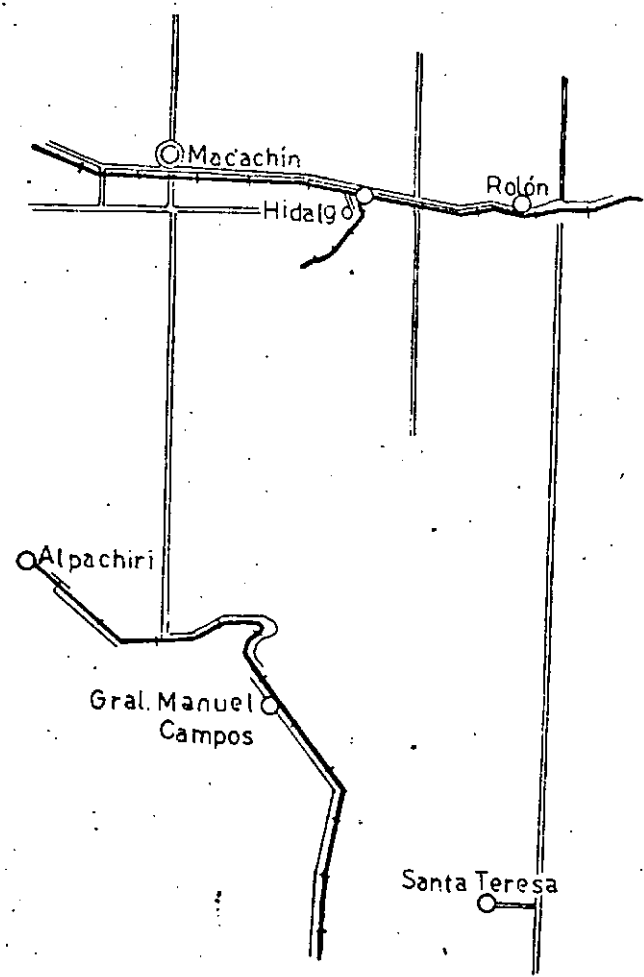 Macachín
Rolón
Hidalgo
Alpachiri
Gral. Manuel
Campos
Santa Teresa